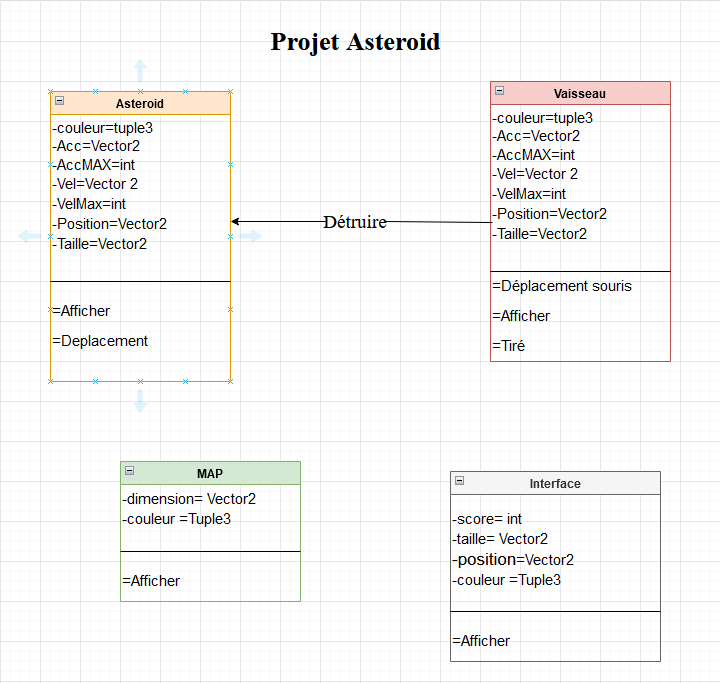 Projet Asteroid
Asteroid
-couleur=tuple3
-Acc=Vector2
-AccMAX=int
-Vel=Vector 2
-VelMax=int
-Position=Vector2
-Taille=Vector2
=Afficher
=Deplacement
Détruire
Vaisseau
-couleur=tuple3
-Acc=Vector2
-AccMAX=int
-Vel=Vector 2
-VelMax=int
-Position=Vector2
-Taille=Vector2
=Déplacement souris
=Afficher
=Tiré
MAP
-dimension= Vector2
-couleur =Tuple3
=Afficher
Interface
-score= int
-taille= Vector2
-position=Vector2
-couleur =Tuple3
=Afficher